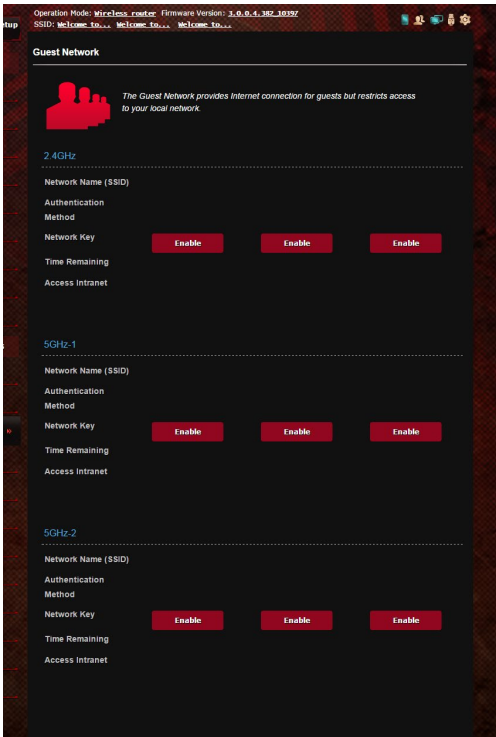 Operation Mode: Wireless router Firmware Version: 3.0.0.4.382_10397
etup SSID: Welcome to... Welcome to... Welcome to...
Guest Network
The Guest Network provides Internet connection for guests but restricts access
to your local network.
2.4GHz
Network Name (SSID)
Authentication
Method
Network Key Enable Enable Enable
Time Remaining
Access Intranet
5GHz-1
Network Name (SSID)
Authentication
Method
Network Key Enable Enable Enable
Time Remaining
Access Intranet
5GHz-2
Network Name (SSID)
Authentication
Method
Network Key Enable Enable Enable
Time Remaining
Access Intranet